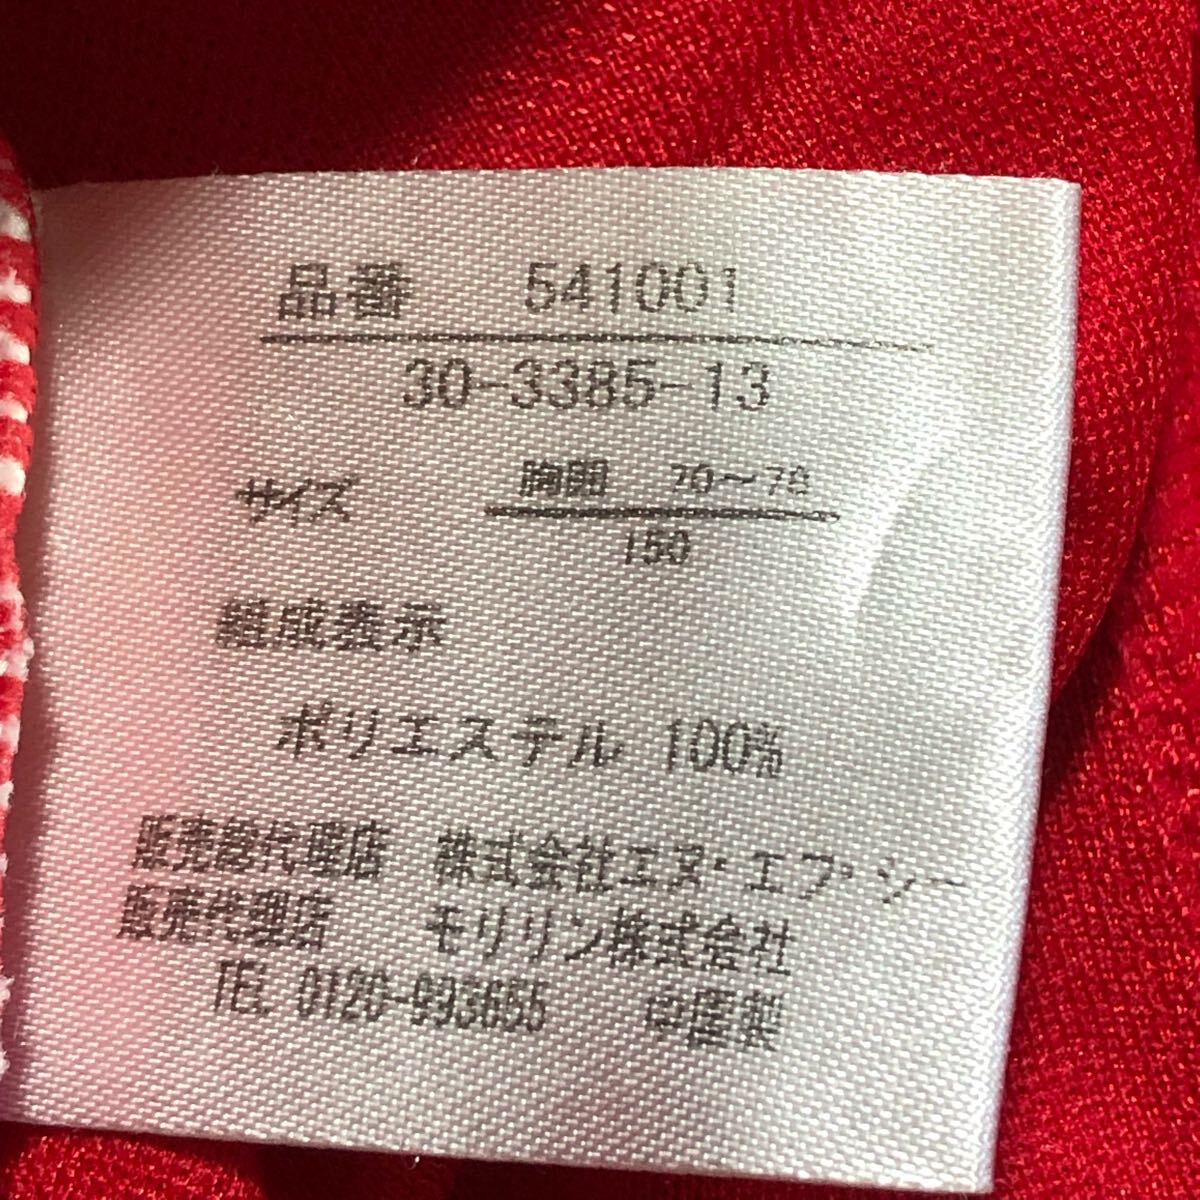 品番 541001
30-3385-13
サイズ 胸囲 70～78
150
組成表示
ポリエステル 100%
販売総代理店 株式会社エヌ・エフ・シー
販売代理店 モリリン株式会社
TEL 0120-993655 中国製